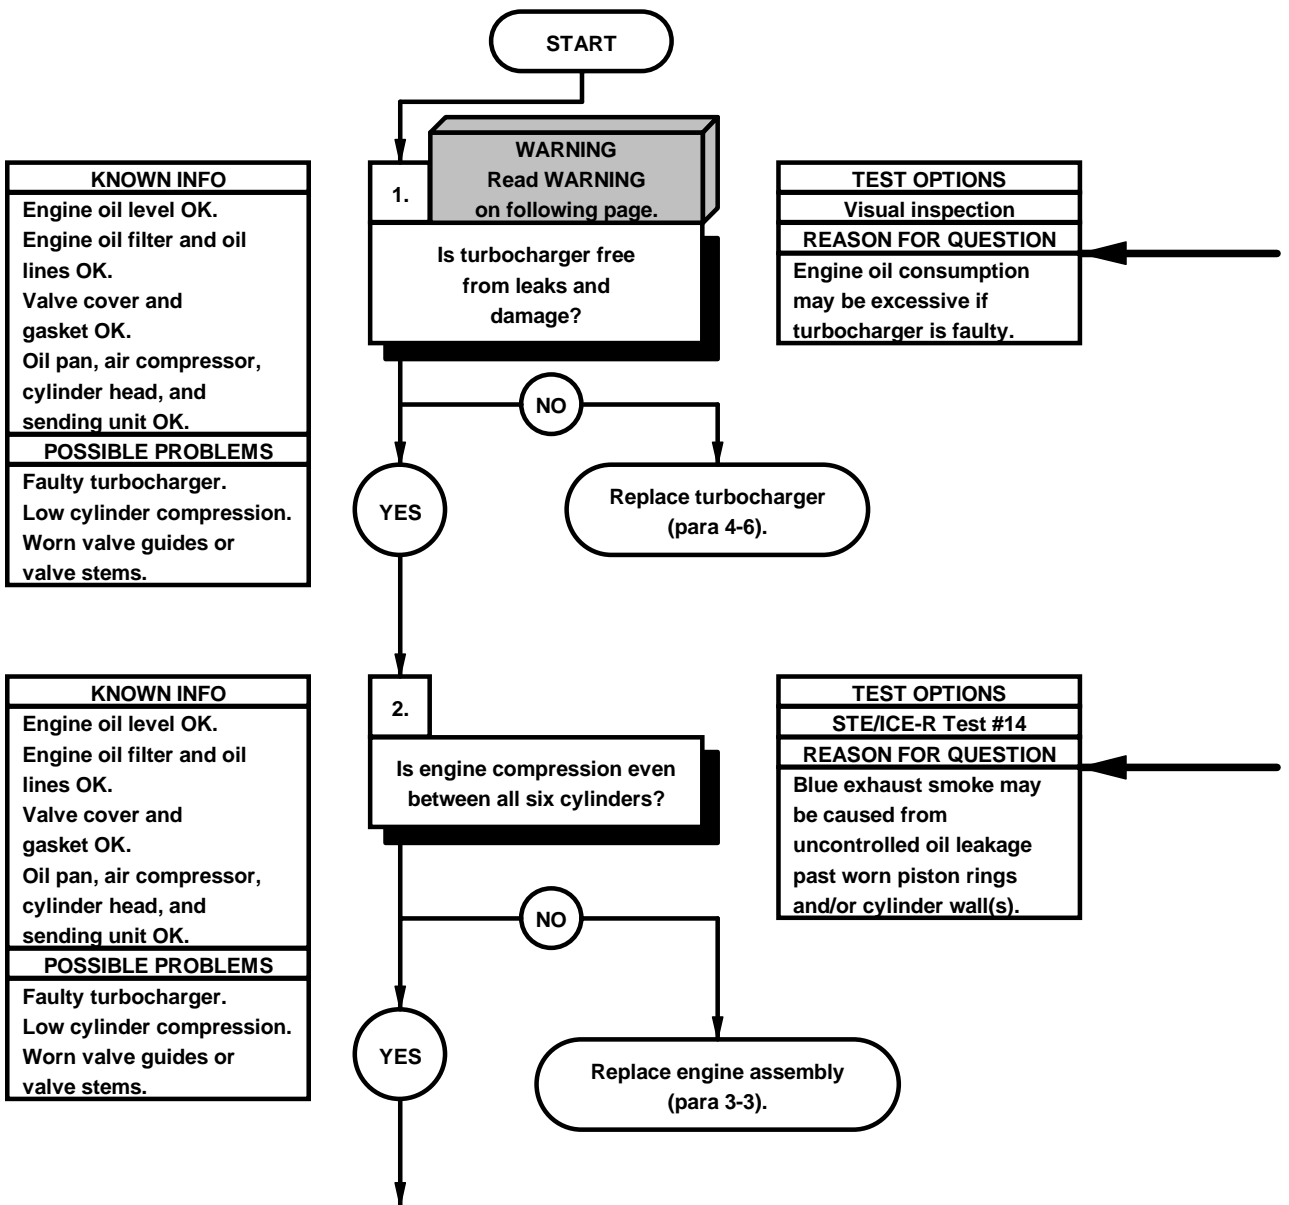 START
WARNING
Read WARNING
on following page.
1.
Is turbocharger free
from leaks and
damage?
KNOWN INFO
Engine oil level OK.
Engine oil filter and oil
lines OK.
Valve cover and
gasket OK.
Oil pan, air compressor,
cylinder head, and
sending unit OK.
POSSIBLE PROBLEMS
Faulty turbocharger.
Low cylinder compression.
Worn valve guides or
valve stems.
TEST OPTIONS
Visual inspection
REASON FOR QUESTION
Engine oil consumption
may be excessive if
turbocharger is faulty.
NO
YES
Replace turbocharger
(para 4-6).
KNOWN INFO
Engine oil level OK.
Engine oil filter and oil
lines OK.
Valve cover and
gasket OK.
Oil pan, air compressor,
cylinder head, and
sending unit OK.
POSSIBLE PROBLEMS
Faulty turbocharger.
Low cylinder compression.
Worn valve guides or
valve stems.
2.
Is engine compression even
between all six cylinders?
TEST OPTIONS
STE/ICE-R Test #14
REASON FOR QUESTION
Blue exhaust smoke may
be caused from
uncontrolled oil leakage
past worn piston rings
and/or cylinder wall(s).
NO
YES
Replace engine assembly
(para 3-3).